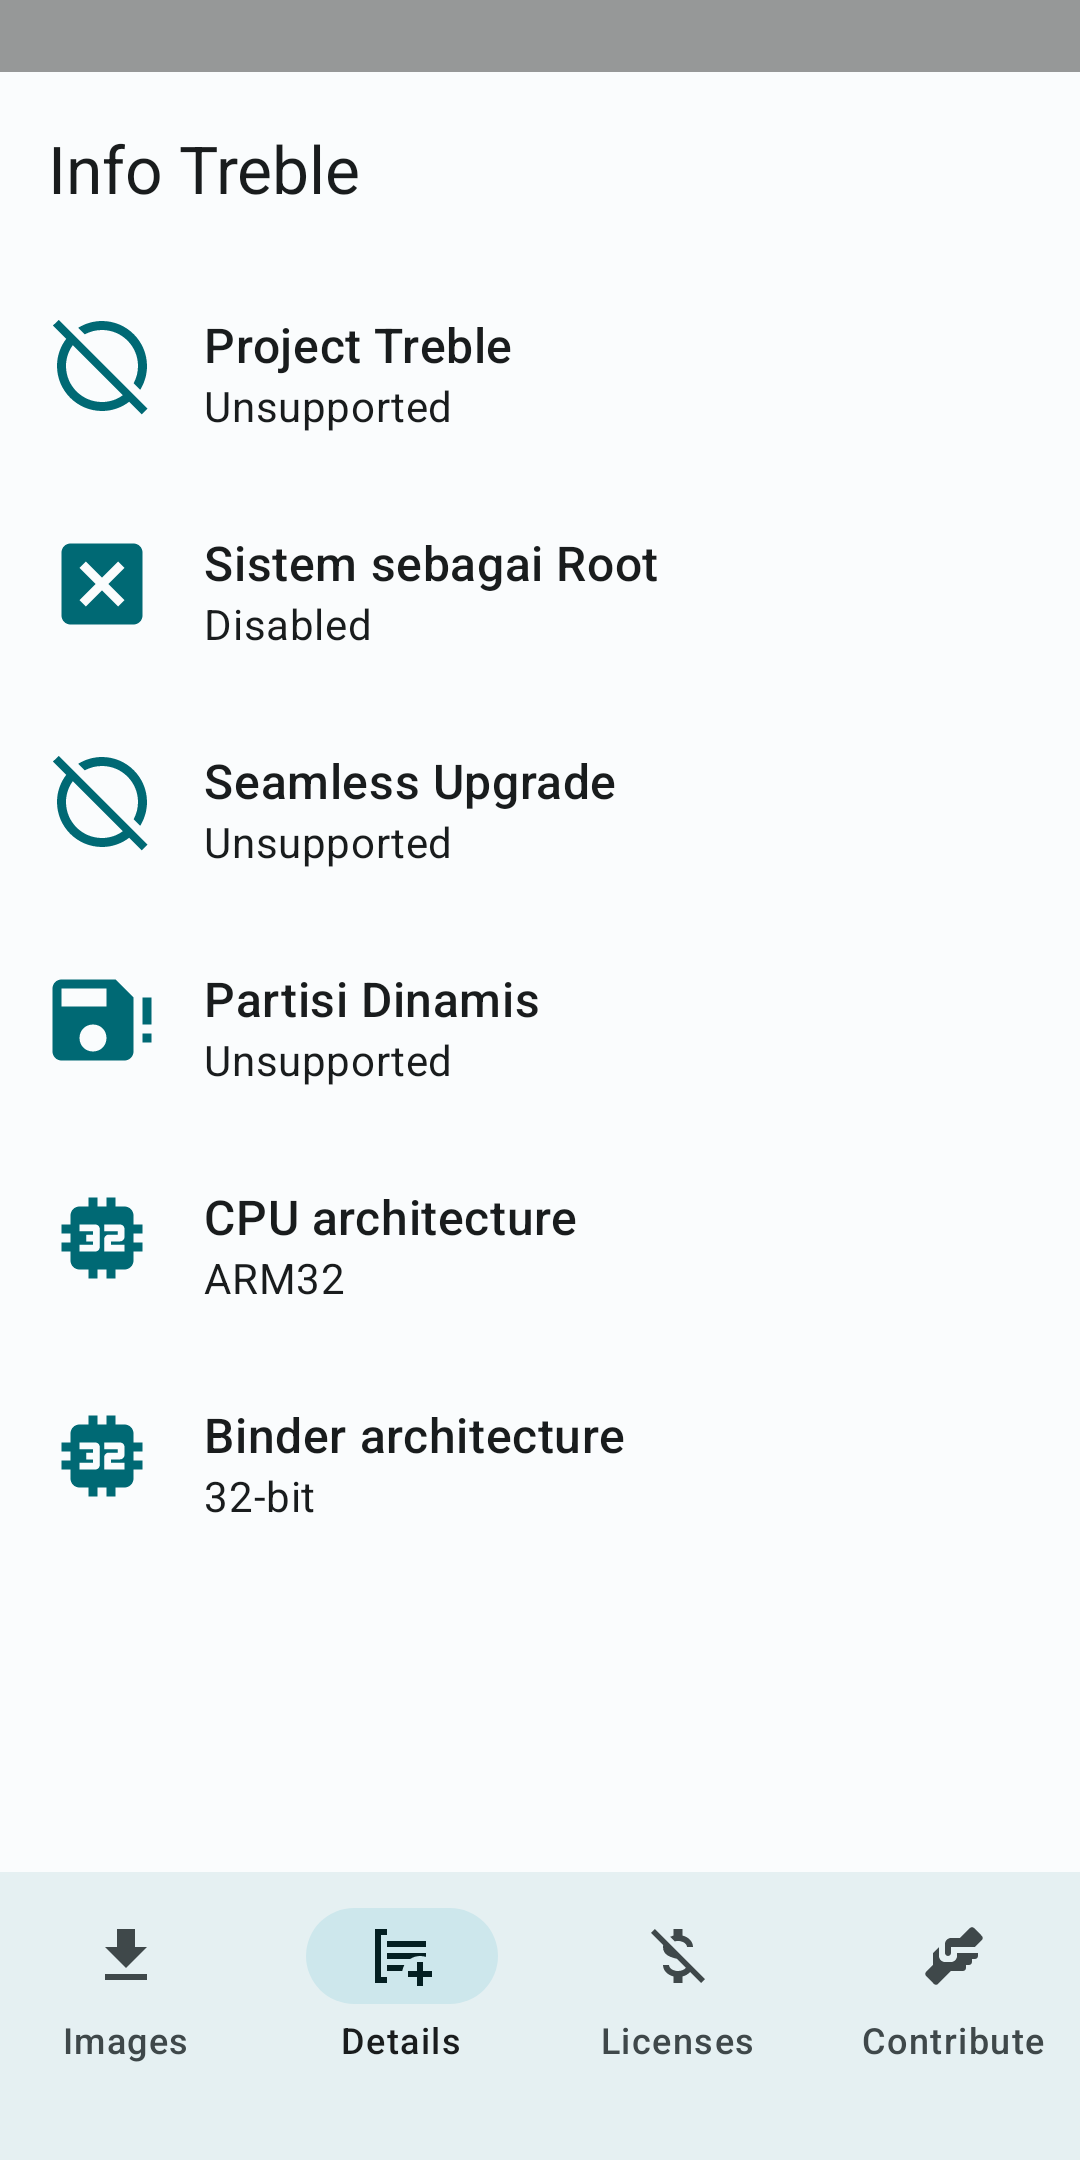 Info Treble
Project Treble
Unsupported
Sistem sebagai Root
Disabled
Seamless Upgrade
Unsupported
Partisi Dinamis
Unsupported
32
CPU architecture
ARM32
32
Binder architecture
32-bit
Images
Details
Licenses
Contribute